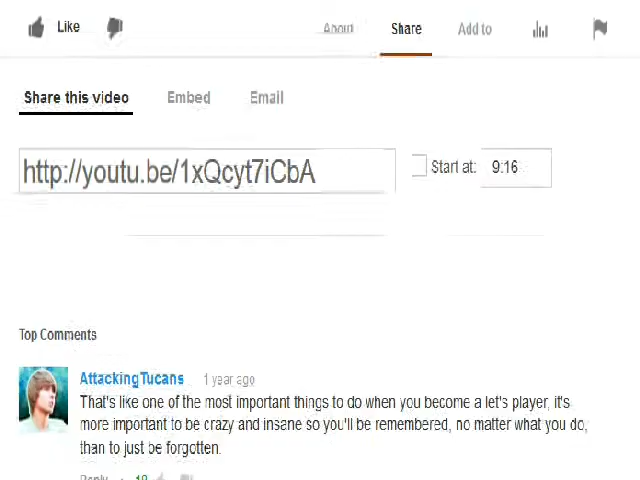 Like About Share Add to
Share this video Embed Email
http://youtu.be/1xQcyt7iCbA Start at: 9:16
Top Comments
AttackingTucans 1 year ago
That's like one of the most important things to do when you become a let's player, it's
more important to be crazy and insane so you'll be remembered, no matter what you do,
than to just be forgotten.
Reply 19